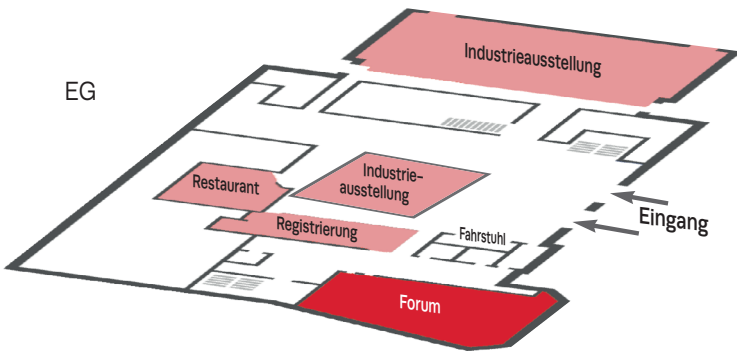 Industrieausstellung
EG
Industrie-
ausstellung
Restaurant
Eingang
Registrierung
Fahrstuhl
Forum